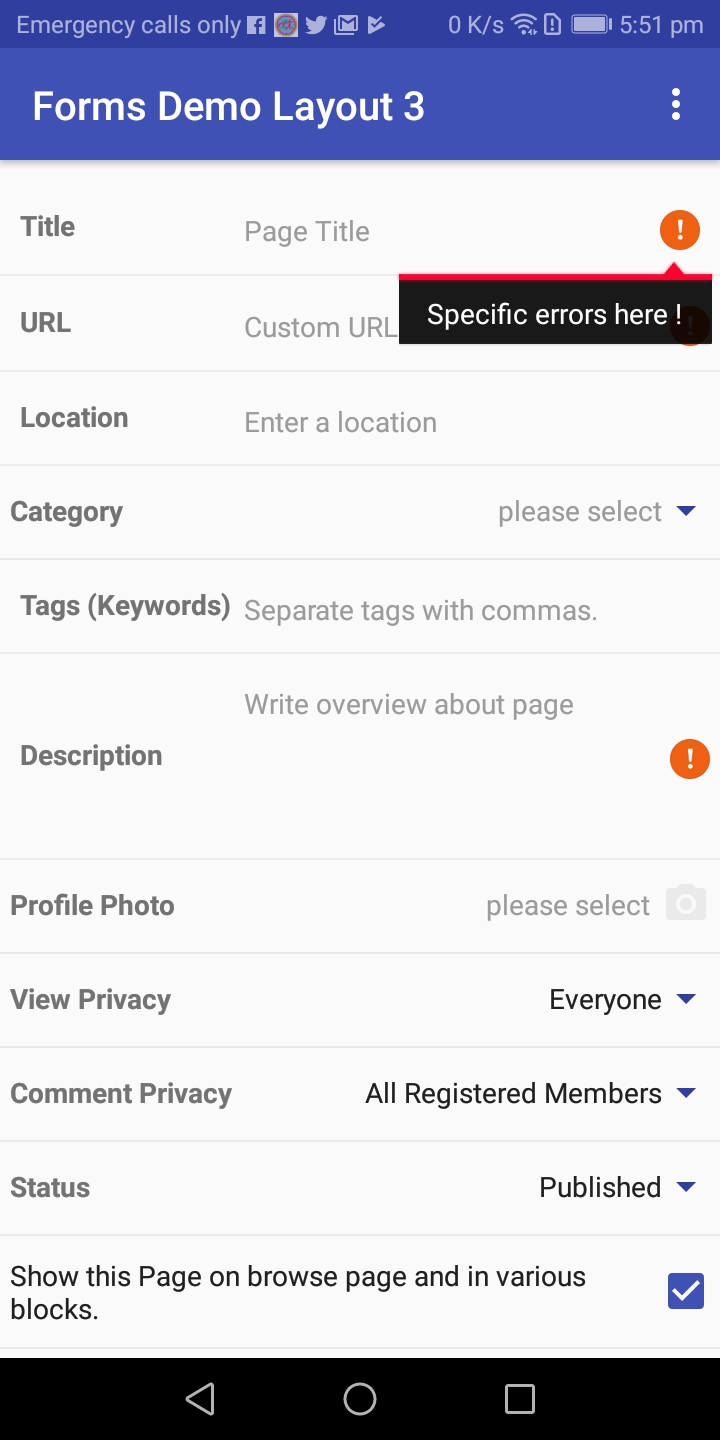 Emergency calls only 0 K/s 5:51 pm
Forms Demo Layout 3
Title Page Title !
URL Custom URL Specific errors here ! !
Location Enter a location
Category please select
Tags (Keywords) Separate tags with commas.
Write overview about page
Description !
Profile Photo please select
View Privacy Everyone
Comment Privacy All Registered Members
Status Published
Show this Page on browse page and in various
blocks.